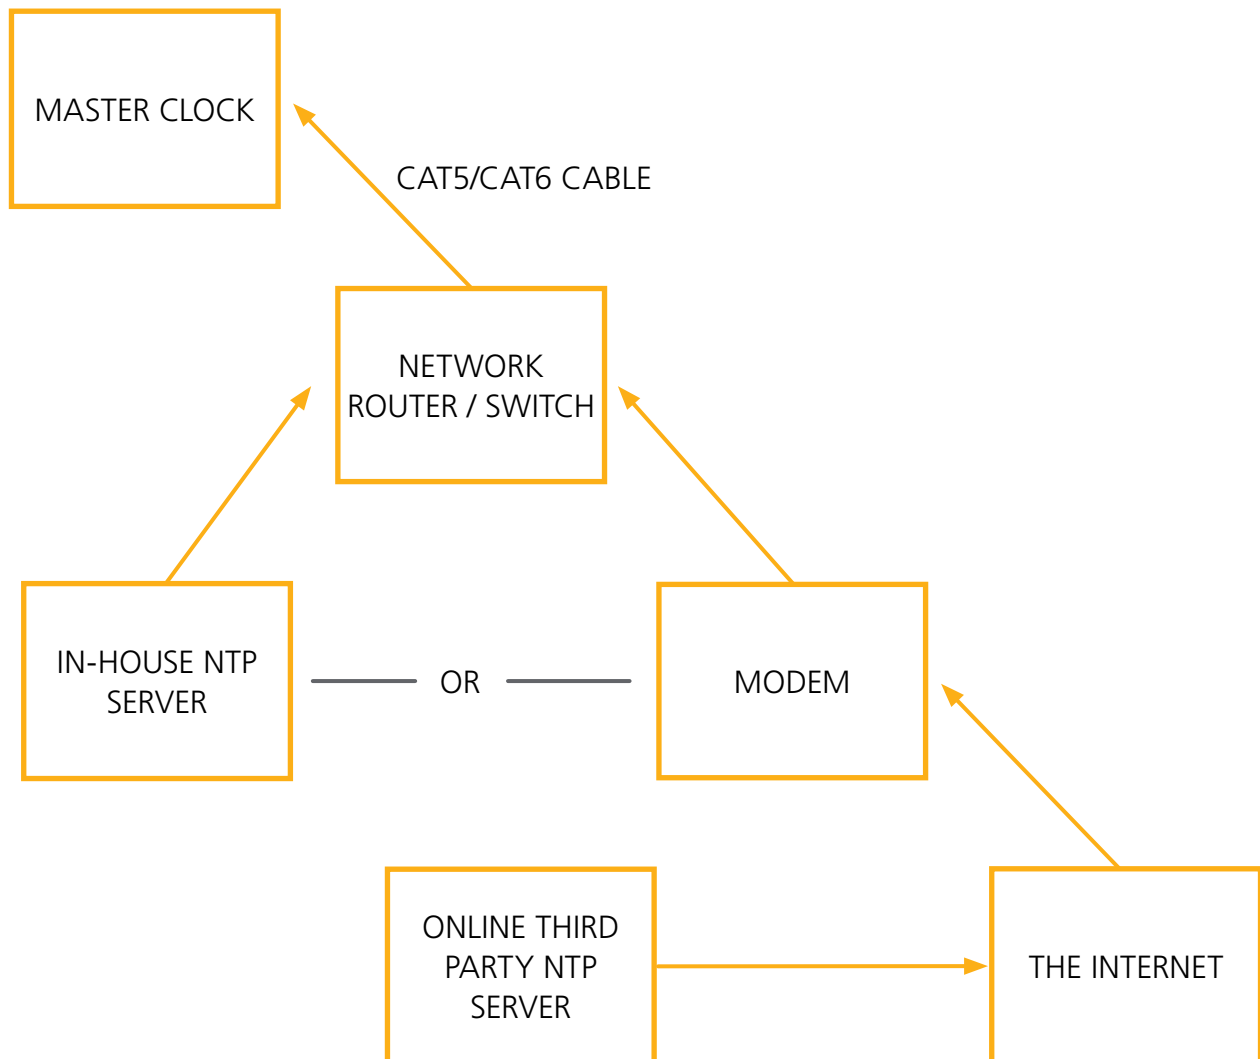 MASTER CLOCK
CAT5/CAT6 CABLE
NETWORK
ROUTER / SWITCH
IN-HOUSE NTP
SERVER
OR
MODEM
ONLINE THIRD
PARTY NTP
SERVER
THE INTERNET